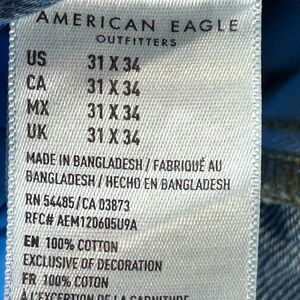 AMERICAN EAGLE
OUTFITTERS
US 31 X 34
CA 31 X 34
MX 31 X 34
UK 31 X 34
MADE IN BANGLADESH / FABRIQUÉ AU
BANGLADESH / HECHO EN BANGLADESH
RN 54485/CA 03873
RFC# AEM120605U9A
EN 100% COTTON
EXCLUSIVE OF DECORATION
FR 100% COTON
À L'EXCEPTION DE LA GARNITURE